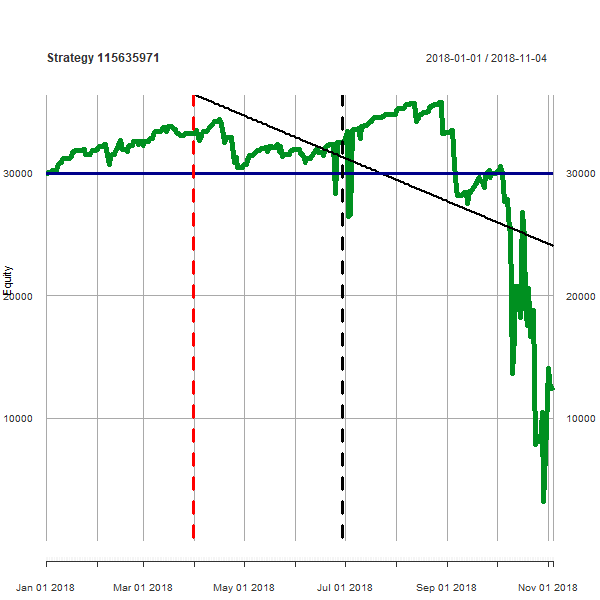 Strategy 115635971
2018-01-01 / 2018-11-04
30000
30000
Equity
20000
20000
10000
10000
Jan 01 2018
Mar 01 2018
May 01 2018
Jul 01 2018
Sep 01 2018
Nov 01 2018